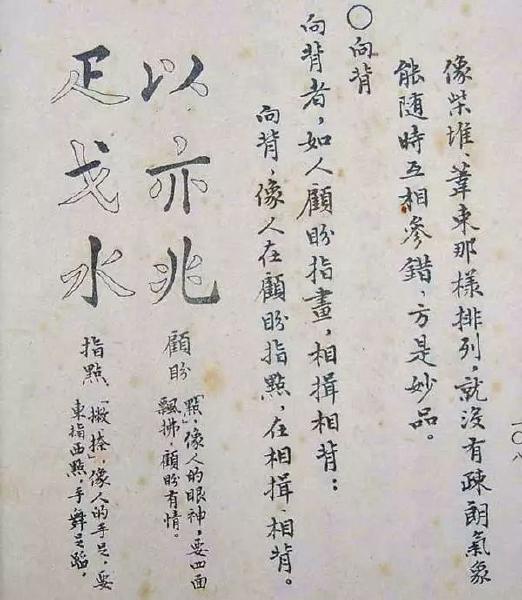 像柴堆、葦束那樣排列，就沒有疎朗氣象
能隨時互相參錯，方是妙品。
〇向背
向背者，如人顧盼指畫，相揖相背：
向背，像人在顧盼指點，在相揖、相背。
以亦兆
顧盼
「點」，像人的眼神，要四面
飄拂，顧盼有情。
疋戈水
指點
「撇捺」，像人的手足，要
東指西點，手舞足蹈，
一〇八